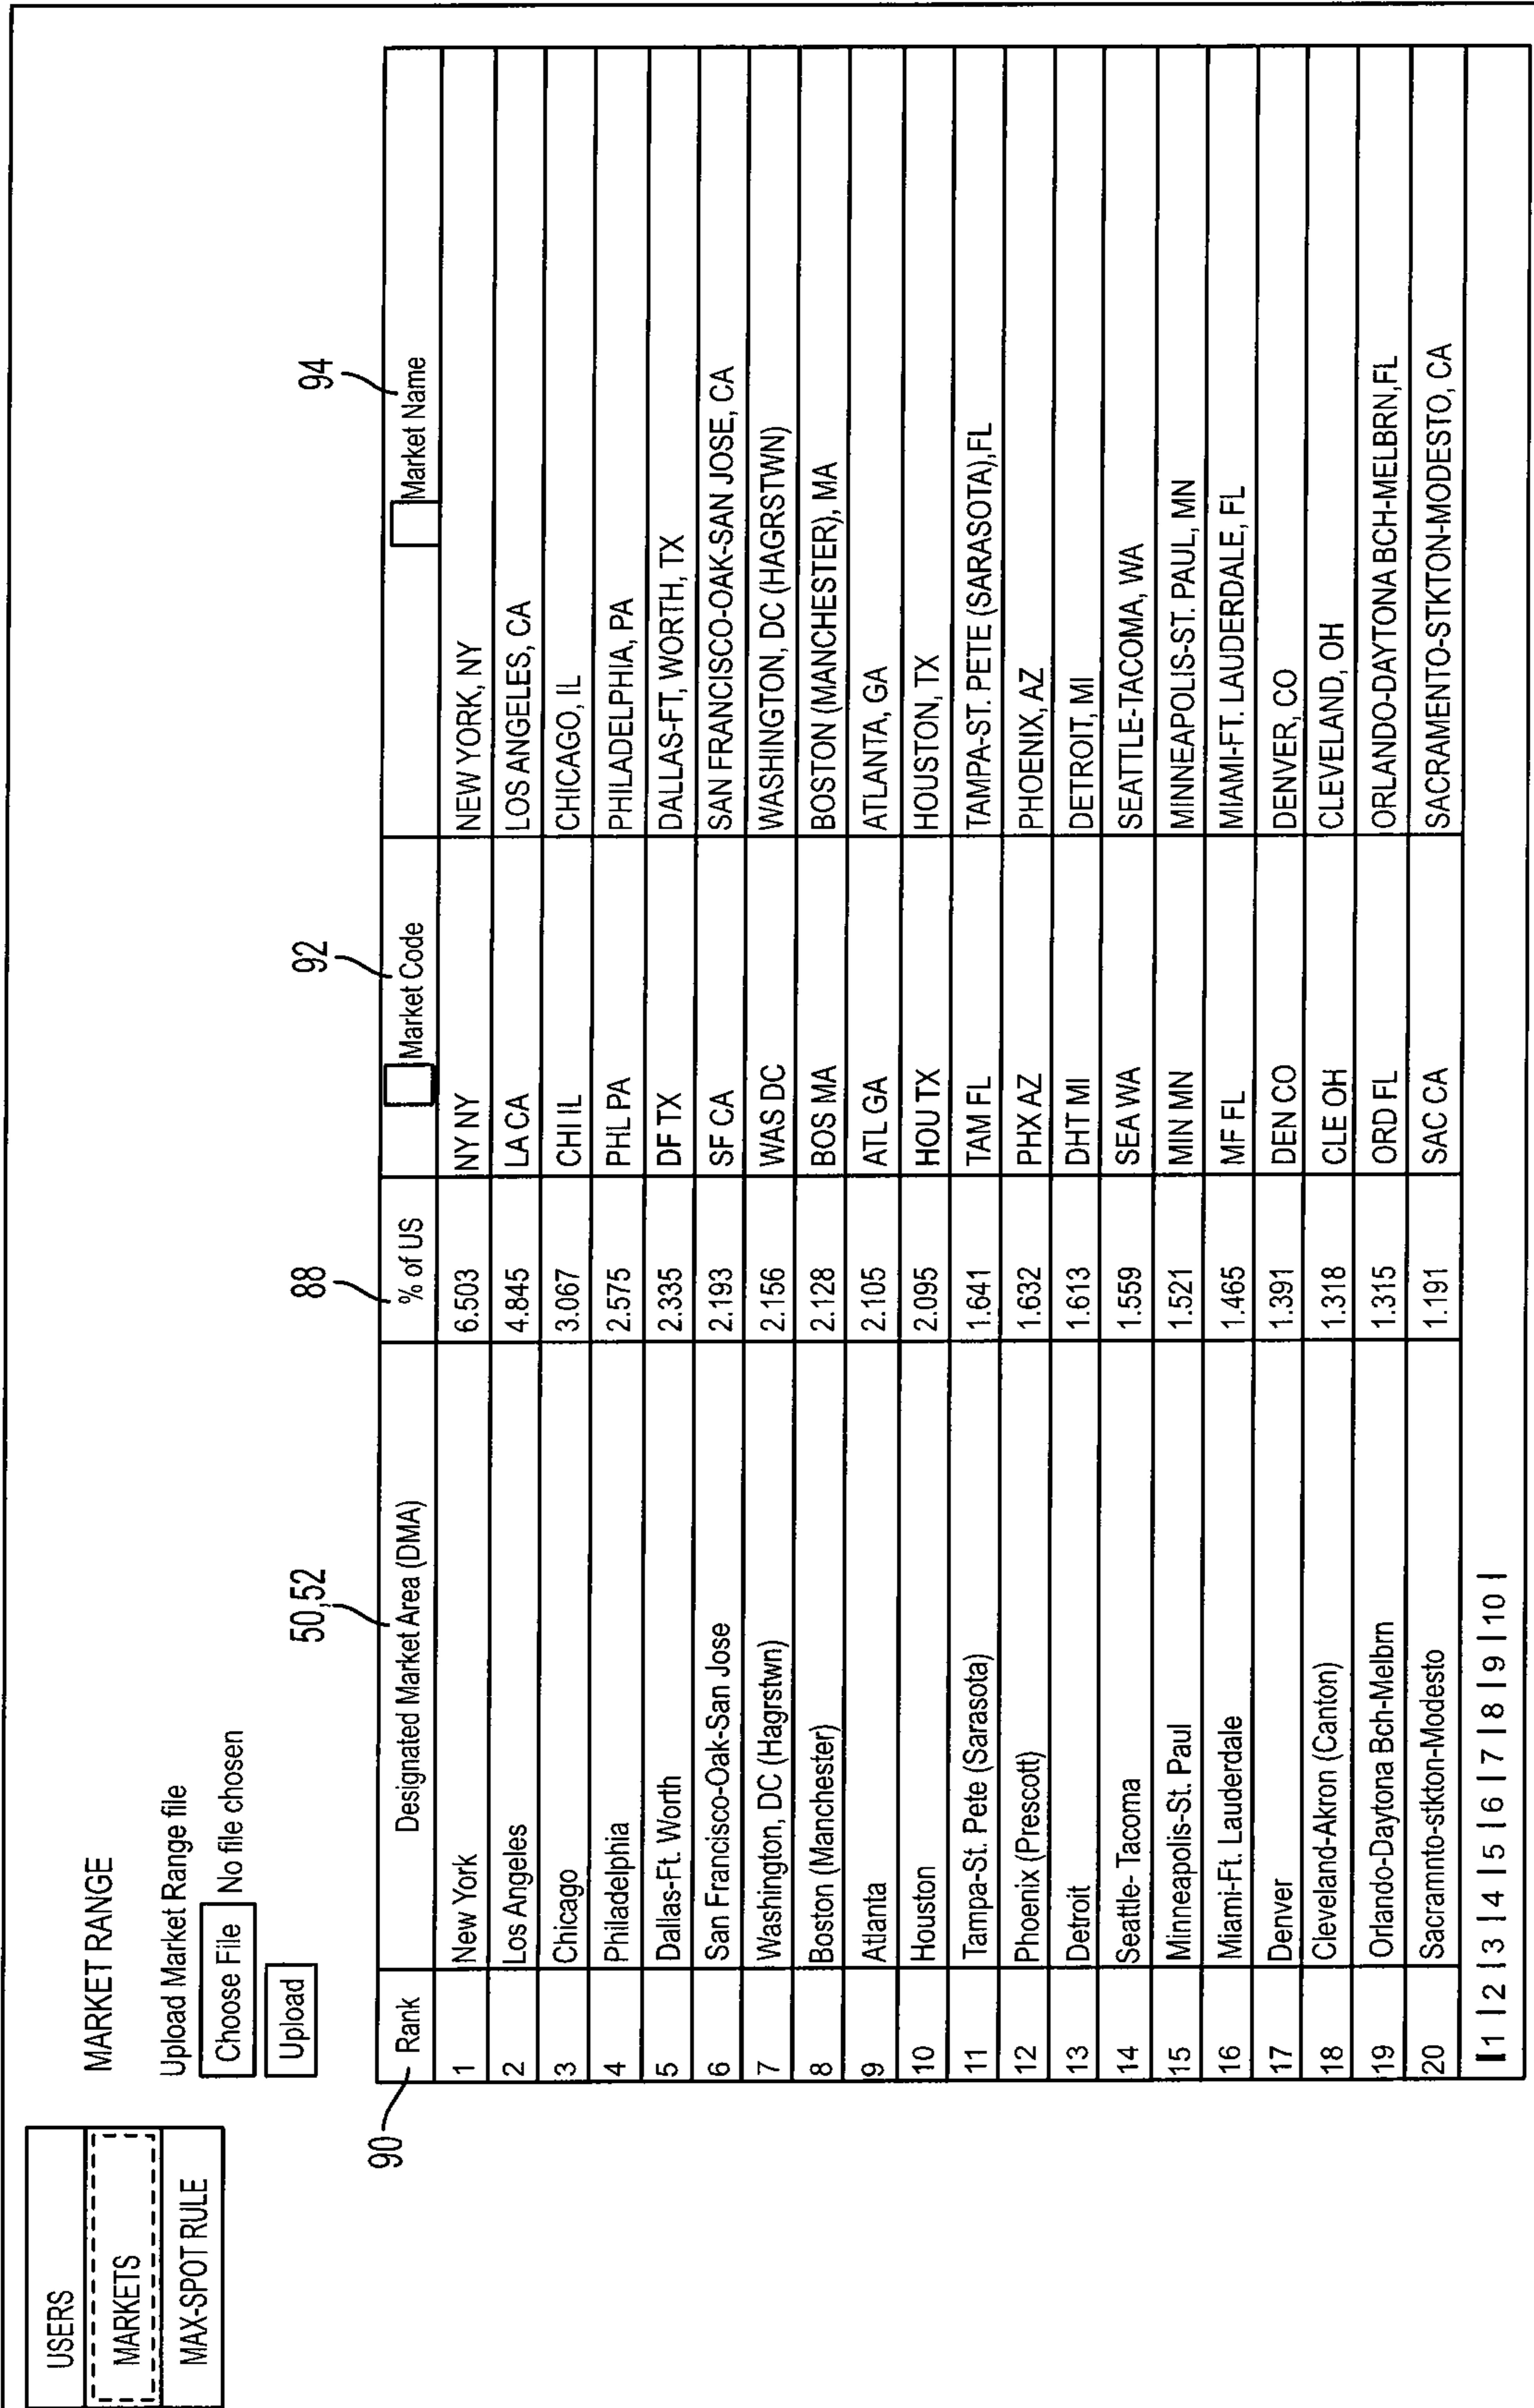 USERS
MARKETS
MAX-SPOT RULE
MARKET RANGE
Upload Market Range file
Choose File No file chosen
Upload
90 50,52 88 92 94
Rank Designated Market Area (DMA) % of US Market Code Market Name
1 New York 6.503 NY NY NEW YORK, NY
2 Los Angeles 4.845 LA CA LOS ANGELES, CA
3 Chicago 3.067 CHI IL CHICAGO, IL
4 Philadelphia 2.575 PHL PA PHILADELPHIA, PA
5 Dallas-Ft. Worth 2.335 DF TX DALLAS-FT, WORTH, TX
6 San Francisco-Oak-San Jose 2.193 SF CA SAN FRANCISCO-OAK-SAN JOSE, CA
7 Washington, DC (Hagrstwn) 2.156 WAS DC WASHINGTON, DC (HAGRSTWN)
8 Boston (Manchester) 2.128 BOS MA BOSTON (MANCHESTER), MA
9 Atlanta 2.105 ATL GA ATLANTA, GA
10 Houston 2.095 HOU TX HOUSTON, TX
11 Tampa-St. Pete (Sarasota) 1.641 TAM FL TAMPA-ST. PETE (SARASOTA),FL
12 Phoenix (Prescott) 1.632 PHX AZ PHOENIX, AZ
13 Detroit 1.613 DHT MI DETROIT, MI
14 Seattle- Tacoma 1.559 SEA WA SEATTLE-TACOMA, WA
15 Minneapolis-St. Paul 1.521 MIN MN MINNEAPOLIS-ST. PAUL, MN
16 Miami-Ft. Lauderdale 1.465 MF FL MIAMI-FT. LAUDERDALE, FL
17 Denver 1.391 DEN CO DENVER, CO
18 Cleveland-Akron (Canton) 1.318 CLE OH CLEVELAND, OH
19 Orlando-Daytona Bch-Melbrn 1.315 ORD FL ORLANDO-DAYTONA BCH-MELBRN,FL
20 Sacramnto-stkton-Modesto 1.191 SAC CA SACRAMENTO-STKTON-MODESTO, CA
[1 |2 |3 |4 |5 |6 |7 |8 |9 |10 |